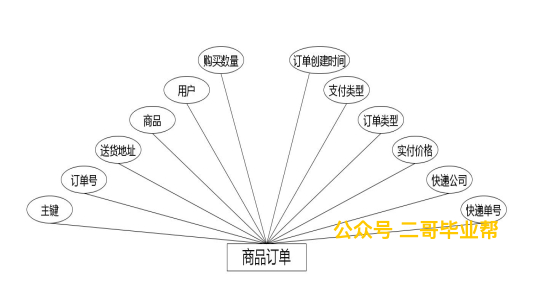 购买数量
订单创建时间
用户
支付类型
商品
订单类型
送货地址
实付价格
订单号
快递公司
主键
快递单号
公众号 二哥毕业帮
商品订单